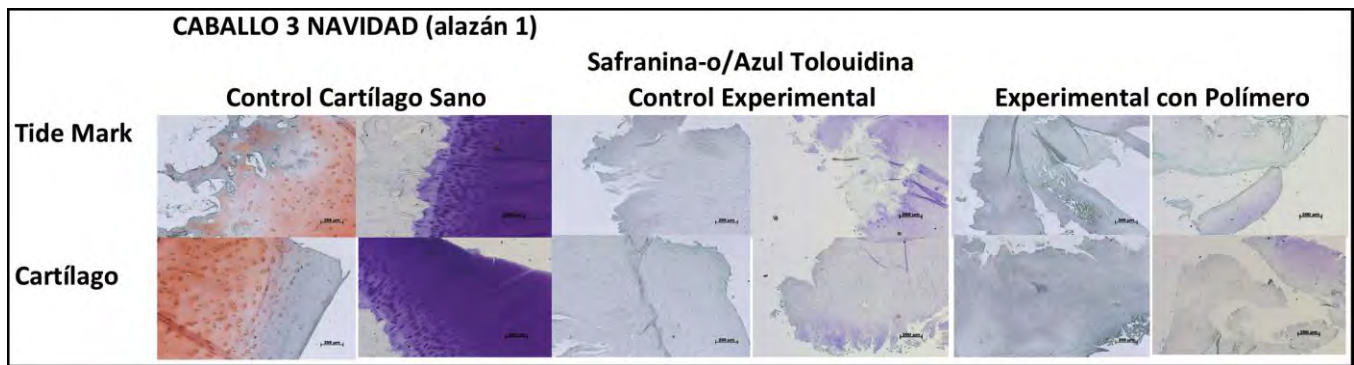 CABALLO 3 NAVIDAD (alazán 1)
Safranina-o/Azul Tolouidina
Control Cartílago Sano Control Experimental Experimental con Polímero
Tide Mark
Cartílago